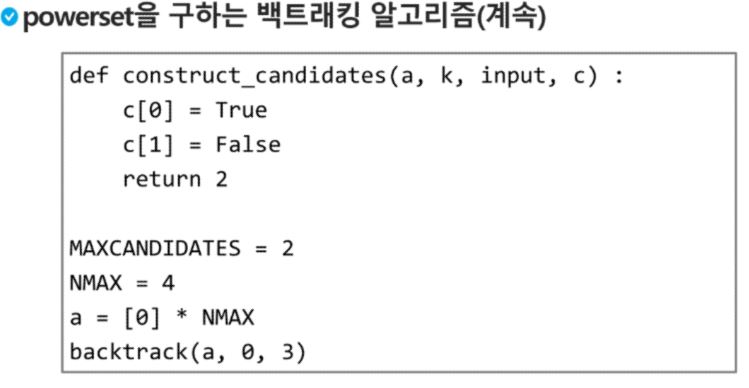 powerset을 구하는 백트래킹 알고리즘(계속)
def construct_candidates(a, k, input, c) :
    c[0] = True
    c[1] = False
    return 2

MAXCANDIDATES = 2
NMAX = 4
a = [0] * NMAX
backtrack(a, 0, 3)